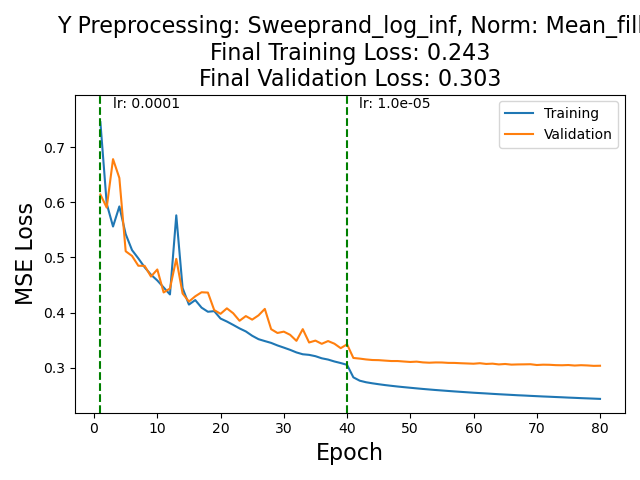 Y Preprocessing: Sweeprand_log_inf, Norm: Mean_fill
Final Training Loss: 0.243
Final Validation Loss: 0.303
lr: 0.0001
lr: 1.0e-05
Training
Validation
0.7
0.6
0.5
0.4
0.3
MSE Loss
0 10 20 30 40 50 60 70 80
Epoch